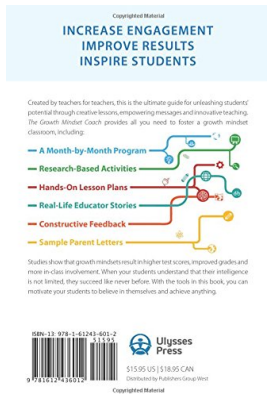 Copyrighted Material
INCREASE ENGAGEMENT
IMPROVE RESULTS
INSPIRE STUDENTS
Created by teachers for teachers, this is the ultimate guide for unleashing students'
potential through creative lessons, empowering messages and innovative teaching.
The Growth Mindset Coach provides all you need to foster a growth mindset
classroom, including:
A Month-by-Month Program
Research-Based Activities
Hands-On Lesson Plans
Real-Life Educator Stories
Constructive Feedback
Sample Parent Letters
Studies show that growth mindsets result in higher test scores, improved grades and
more in-class involvement. When your students understand that their intelligence
is not limited, they succeed like never before. With the tools in this book, you can
motivate your students to believe in themselves and achieve anything.
ISBN-13: 978-1-61243-601-2
51595
9 781612 436012
Ulysses
Press
$15.95 US | $18.95 CAN
Distributed by Publishers Group West
Copyrighted Material